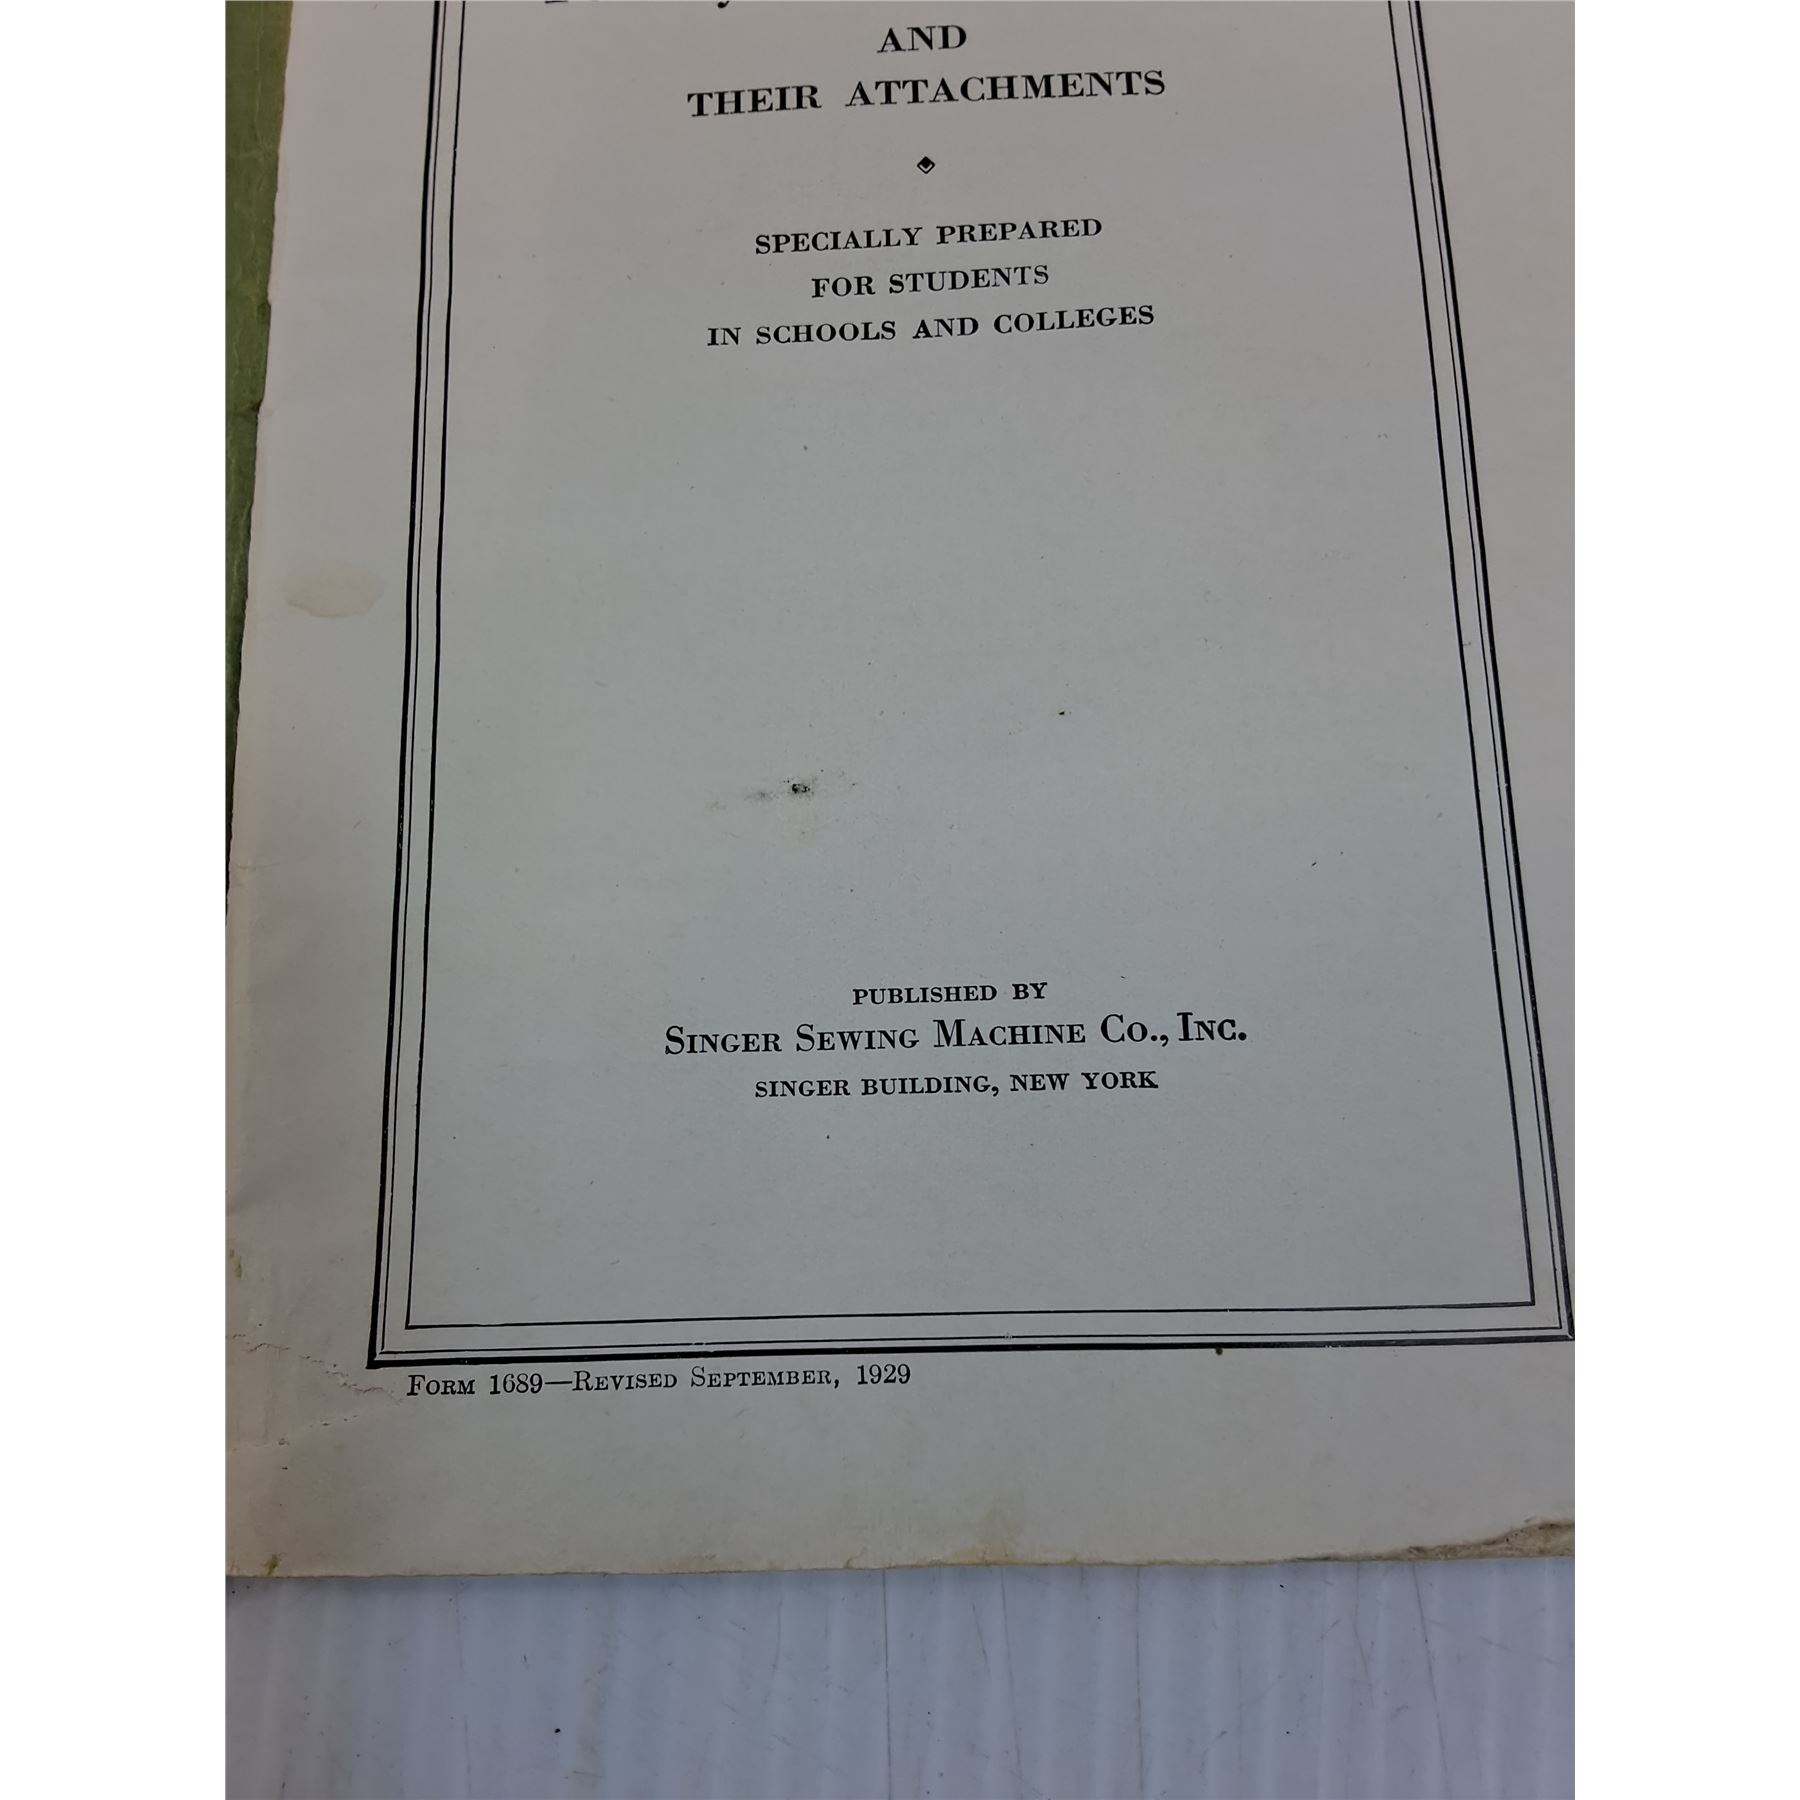 AND
THEIR ATTACHMENTS
SPECIALLY PREPARED
FOR STUDENTS
IN SCHOOLS AND COLLEGES
PUBLISHED BY
SINGER SEWING MACHINE CO., INC.
SINGER BUILDING, NEW YORK
FORM 1689—REVISED SEPTEMBER, 1929